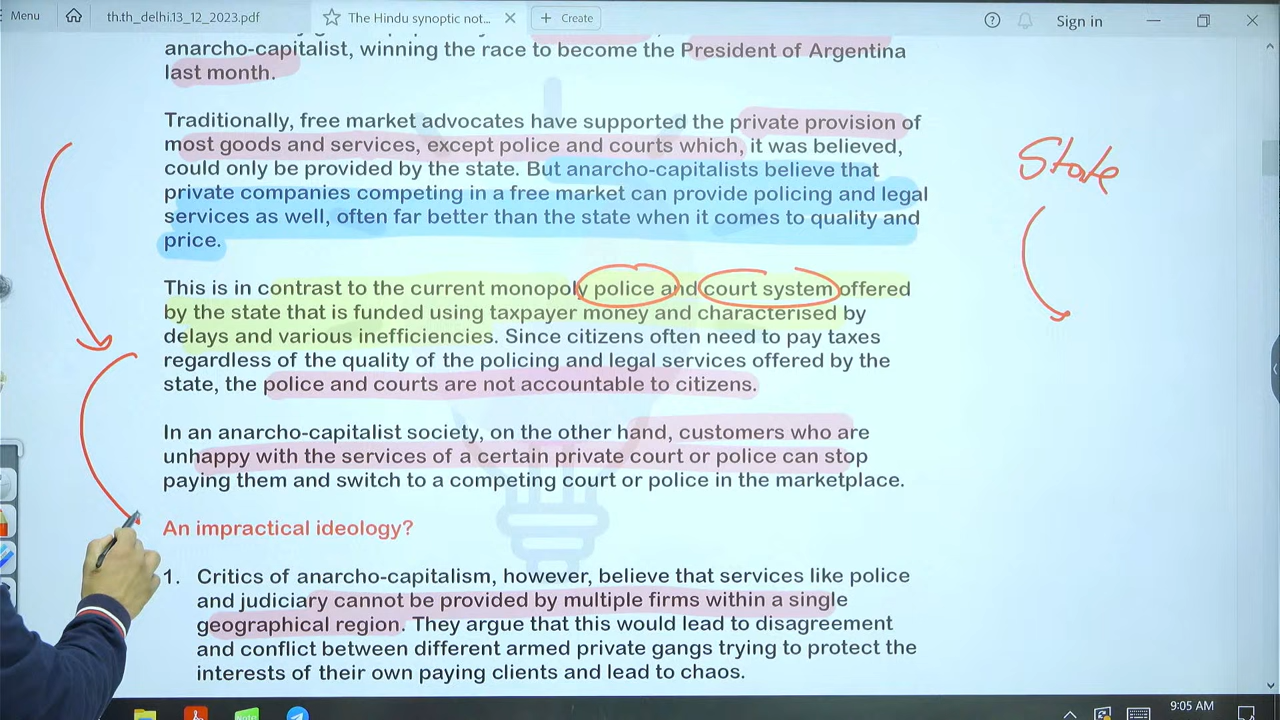 Menu
th.th_delhi.13_12_2023.pdf
The Hindu synoptic not...
Create
Sign in
anarcho-capitalist, winning the race to become the President of Argentina
last month.
Traditionally, free market advocates have supported the private provision of
most goods and services, except police and courts which, it was believed,
could only be provided by the state. But anarcho-capitalists believe that
private companies competing in a free market can provide policing and legal
services as well, often far better than the state when it comes to quality and
price.
State
This is in contrast to the current monopoly police and court system offered
by the state that is funded using taxpayer money and characterised by
delays and various inefficiencies. Since citizens often need to pay taxes
regardless of the quality of the policing and legal services offered by the
state, the police and courts are not accountable to citizens.
In an anarcho-capitalist society, on the other hand, customers who are
unhappy with the services of a certain private court or police can stop
paying them and switch to a competing court or police in the marketplace.
An impractical ideology?
1. Critics of anarcho-capitalism, however, believe that services like police
and judiciary cannot be provided by multiple firms within a single
geographical region. They argue that this would lead to disagreement
and conflict between different armed private gangs trying to protect the
interests of their own paying clients and lead to chaos.
9:05 AM